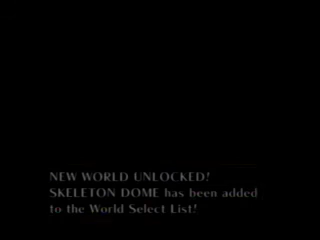 NEW WORLD UNLOCKED!
SKELETON DOME has been added
to the World Select List!